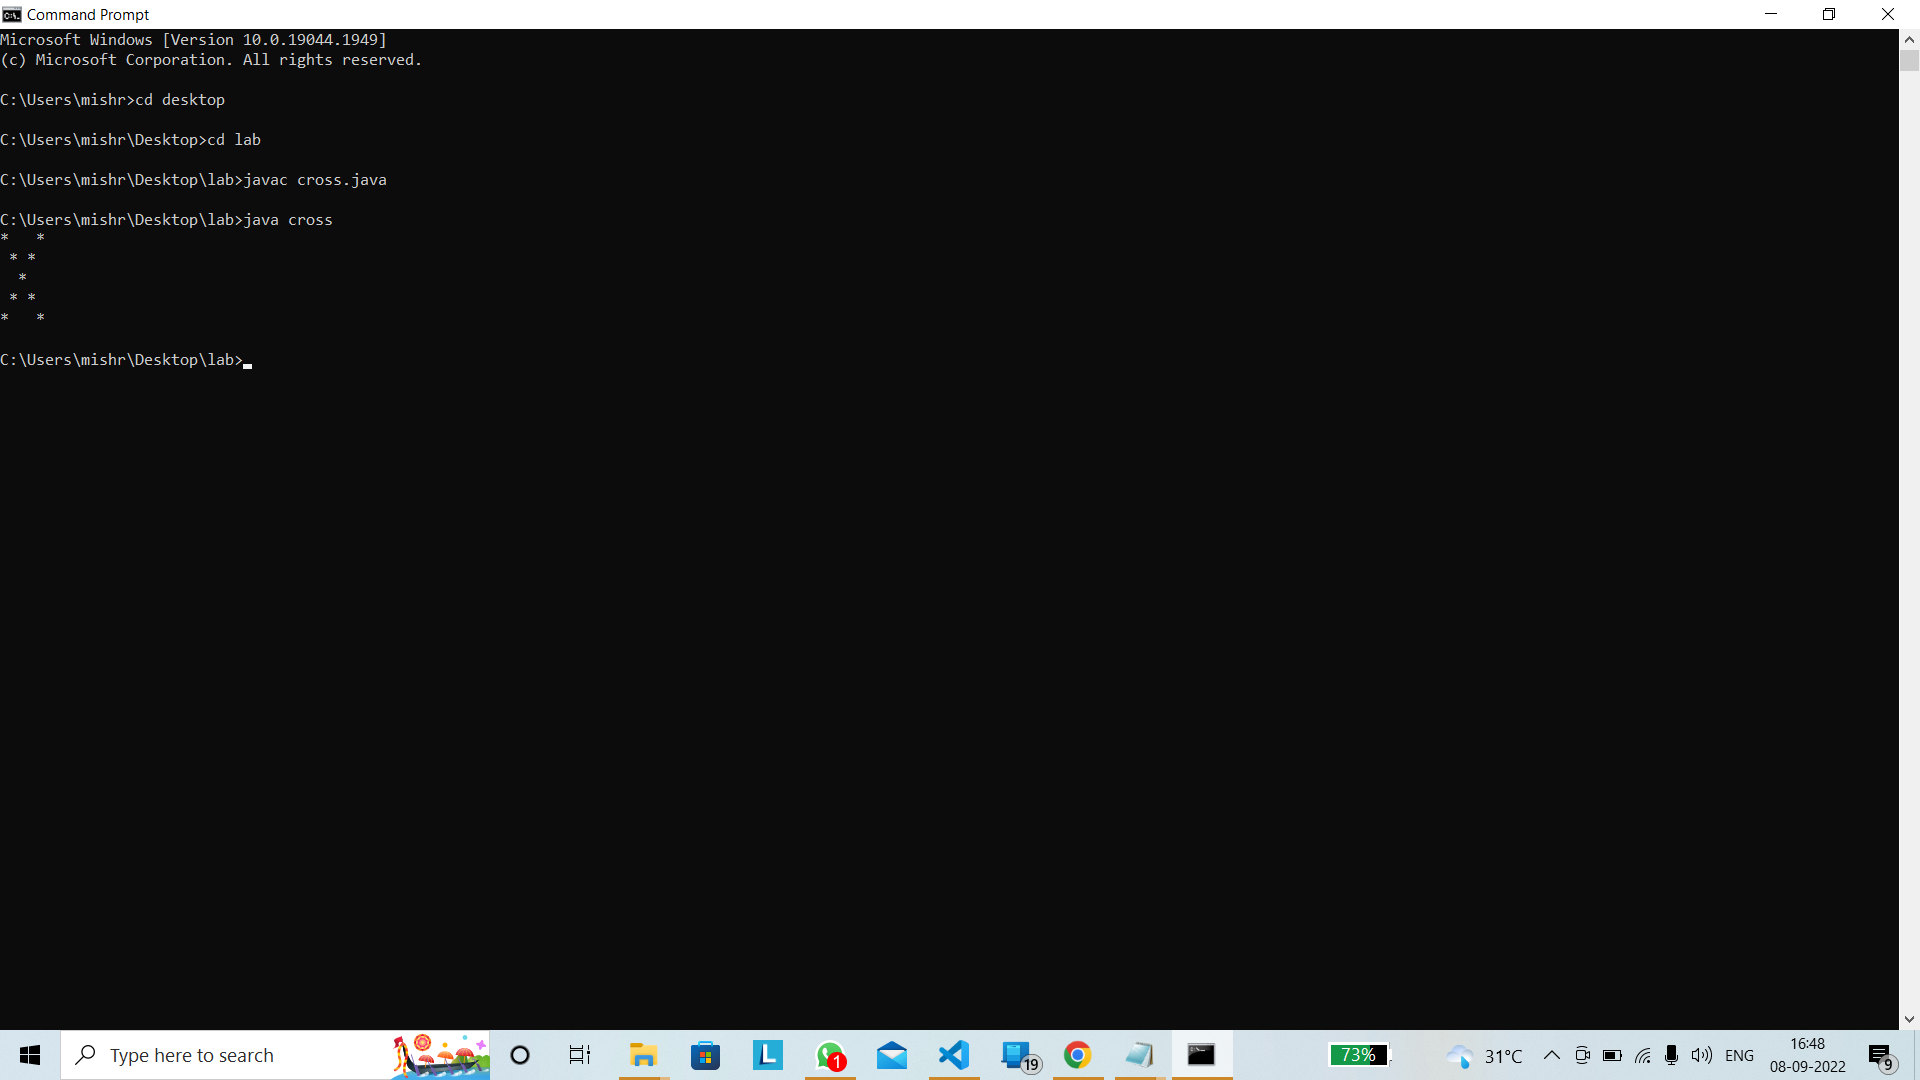 Command Prompt
Microsoft Windows [Version 10.0.19044.1949]
(c) Microsoft Corporation. All rights reserved.
C:\Users\mishr>cd desktop
C:\Users\mishr\Desktop>cd lab
C:\Users\mishr\Desktop\lab>javac cross.java
C:\Users\mishr\Desktop\lab>java cross
*   *
 * *
  *
 * *
*   *
C:\Users\mishr\Desktop\lab>
Type here to search
L
1
19
73%
31°C
ENG
16:48
08-09-2022
9